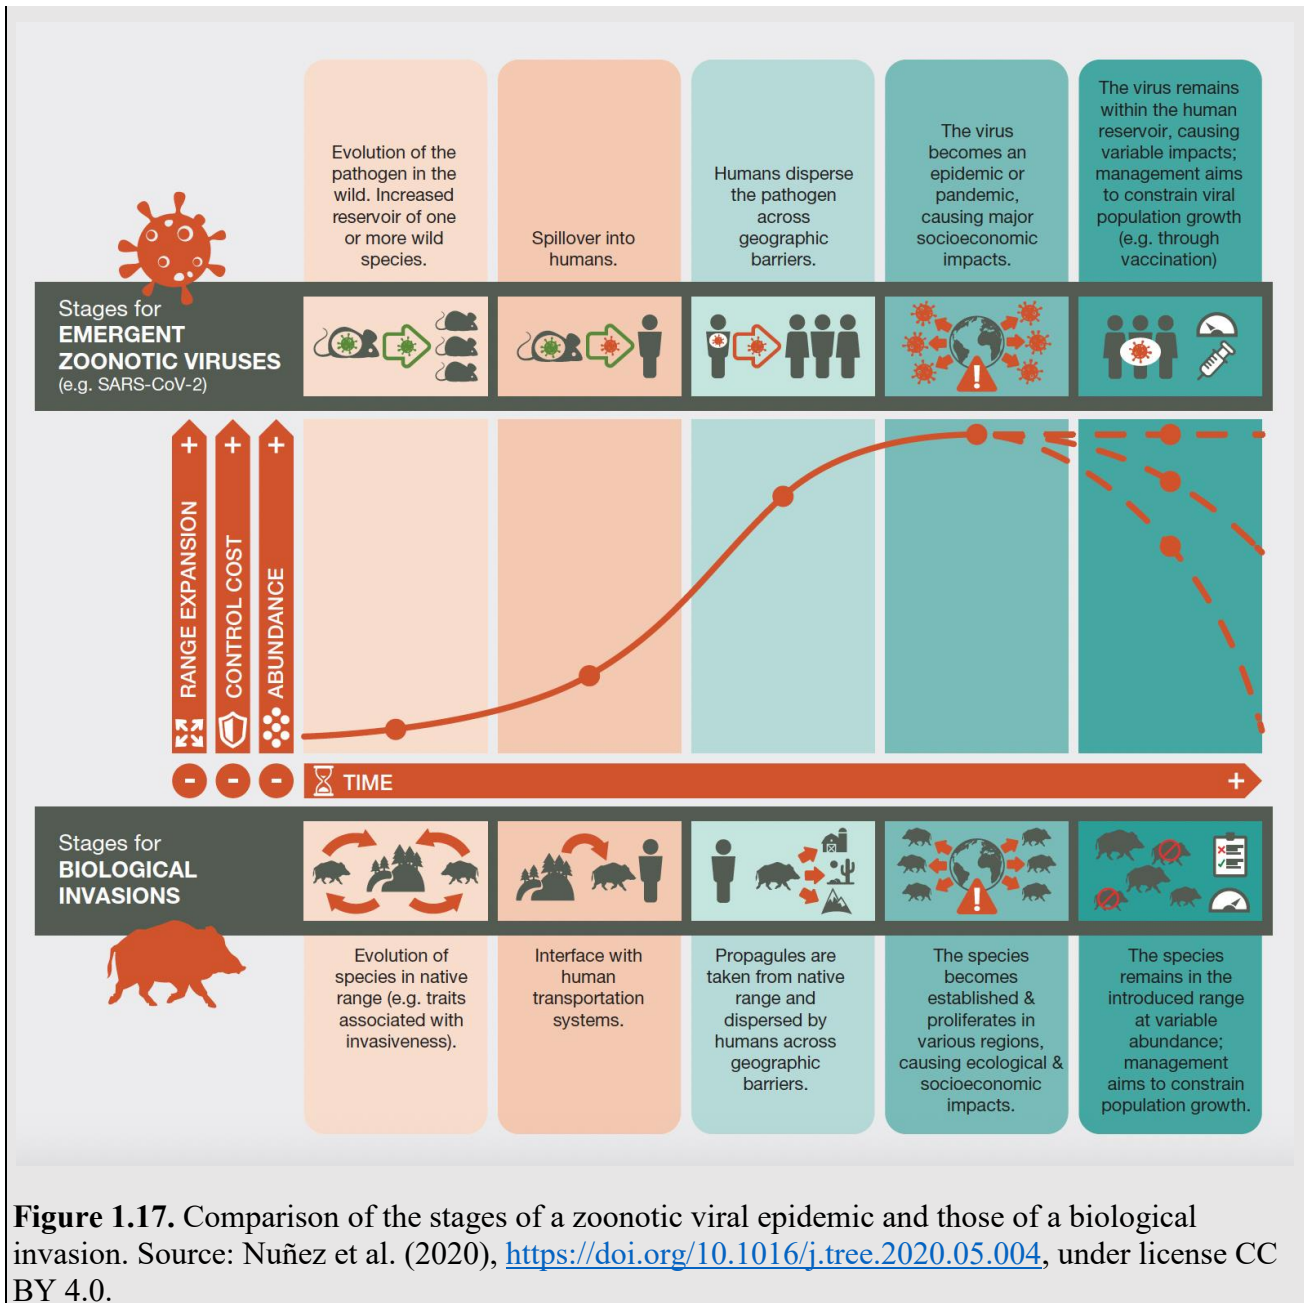 Evolution of the
pathogen in the
wild. Increased
reservoir of one
or more wild
species.
Spillover into
humans.
Humans disperse
the pathogen
across
geographic
barriers.
The virus
becomes an
epidemic or
pandemic,
causing major
socioeconomic
impacts.
The virus remains
within the human
reservoir, causing
variable impacts;
management aims
to constrain viral
population growth
(e.g. through
vaccination)
Stages for
EMERGENT
ZOONOTIC VIRUSES
(e.g. SARS-CoV-2)
+
+
+
RANGE EXPANSION
CONTROL COST
ABUNDANCE
-
-
-
TIME
+
Stages for
BIOLOGICAL
INVASIONS
Evolution of
species in native
range (e.g. traits
associated with
invasiveness).
Interface with
human
transportation
systems.
Propagules are
taken from native
range and
dispersed by
humans across
geographic
barriers.
The species
becomes
established &
proliferates in
various regions,
causing ecological &
socioeconomic
impacts.
The species
remains in the
introduced range
at variable
abundance;
management
aims to constrain
population growth.
Figure 1.17. Comparison of the stages of a zoonotic viral epidemic and those of a biological
invasion. Source: Nuñez et al. (2020), https://doi.org/10.1016/j.tree.2020.05.004, under license CC
BY 4.0.